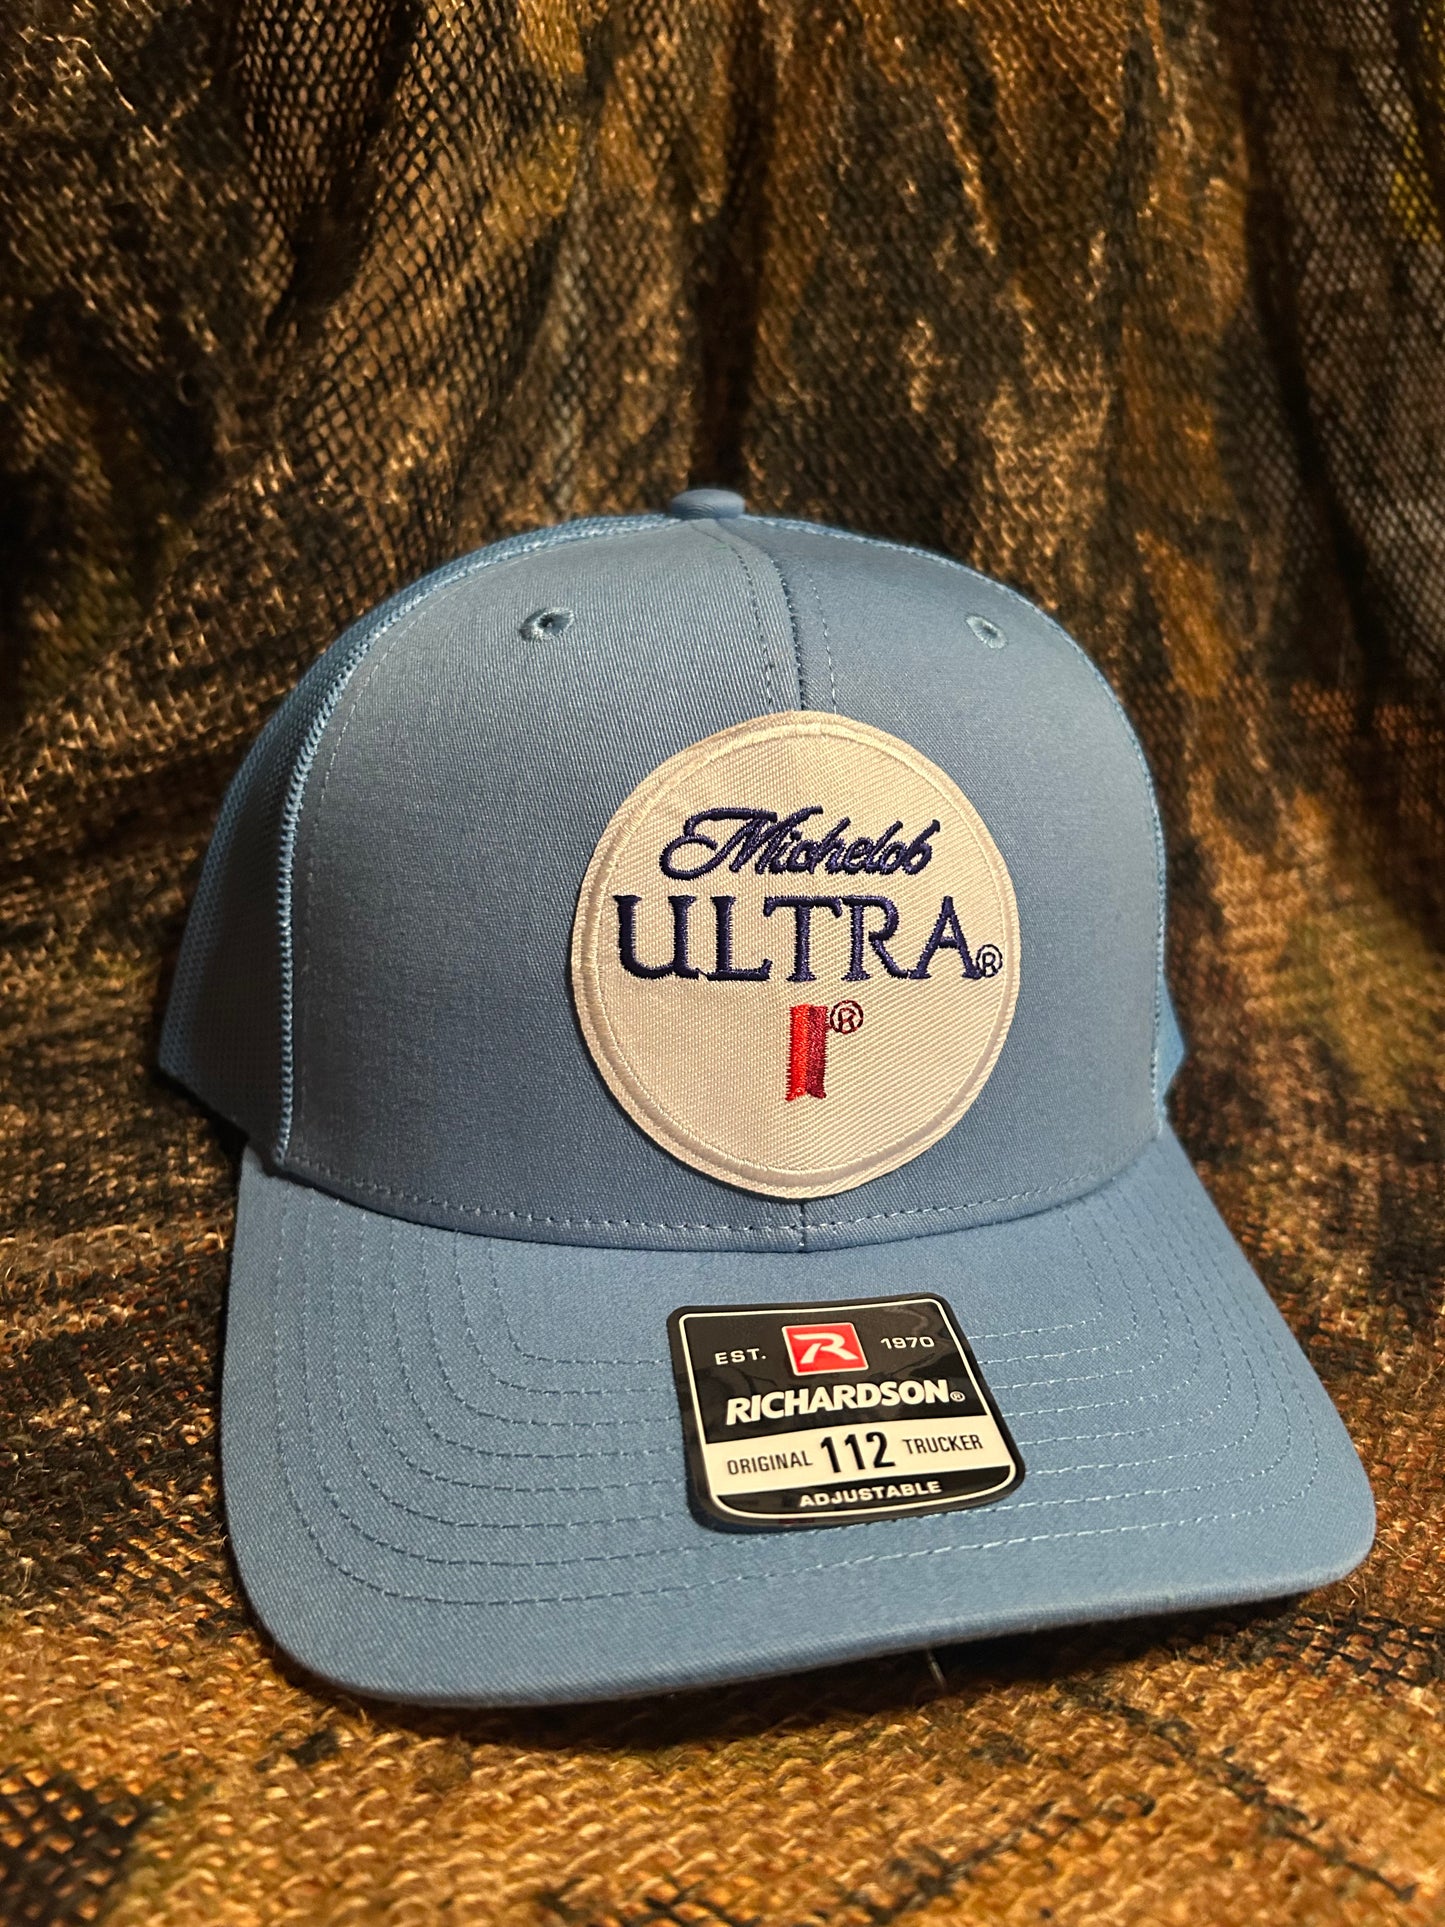 Michelob
ULTRA®
®
EST. R 1970
RICHARDSON®
ORIGINAL 112 TRUCKER
ADJUSTABLE